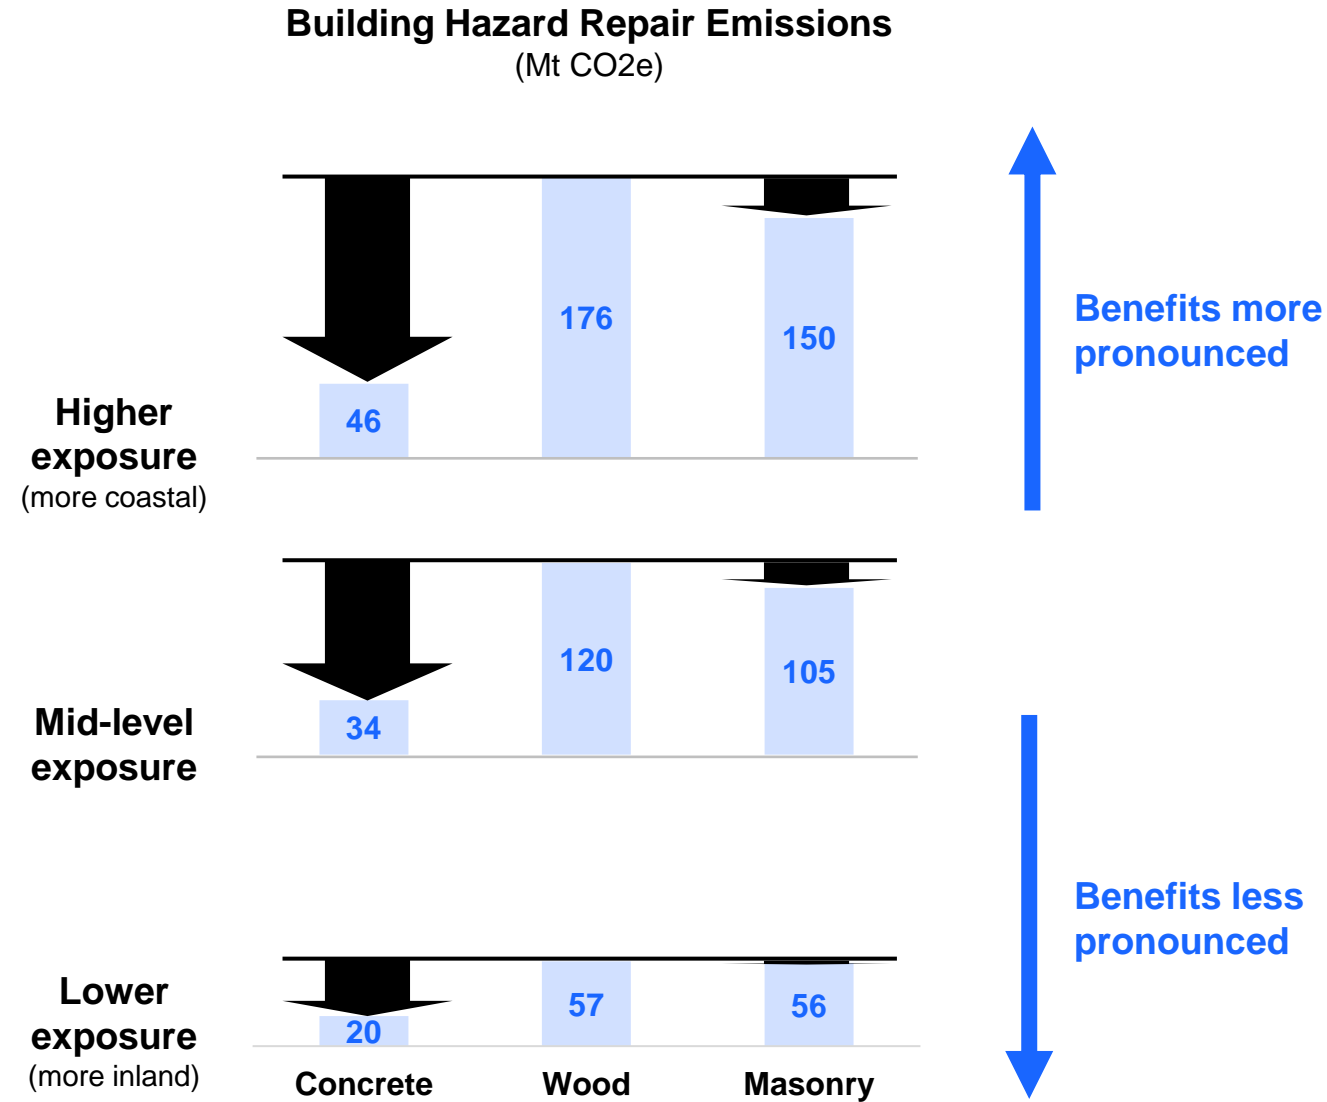 Building Hazard Repair Emissions
(Mt CO2e)
176
150
46
Higher
exposure
(more coastal)
Benefits more
pronounced
120
105
34
Mid-level
exposure
57
56
20
Lower
exposure
(more inland)
Benefits less
pronounced
Concrete
Wood
Masonry